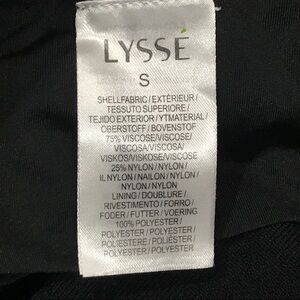 LYSSÉ
S
SHELLFABRIC / EXTÉRIEUR /
TESSUTO SUPERIORE /
TEJIDO EXTERIOR / YTMATERIAL /
OBERSTOFF / BOVENSTOF
75% VISCOSE/VISCOSE/
VISCOSA/VISCOSA/
VISKOS/VISKOSE/VISCOSE
25% NYLON / NYLON /
NYLON / NAILON / NYLON /
NYLON / NYLON
LINING / DOUBLURE /
RIVESTIMENTO / FORRO /
FODER / FUTTER / VOERING
100% POLYESTER /
POLYESTER / POLYESTER /
POLIESTERE / POLIÉSTER /
POLYESTER / POLYESTER